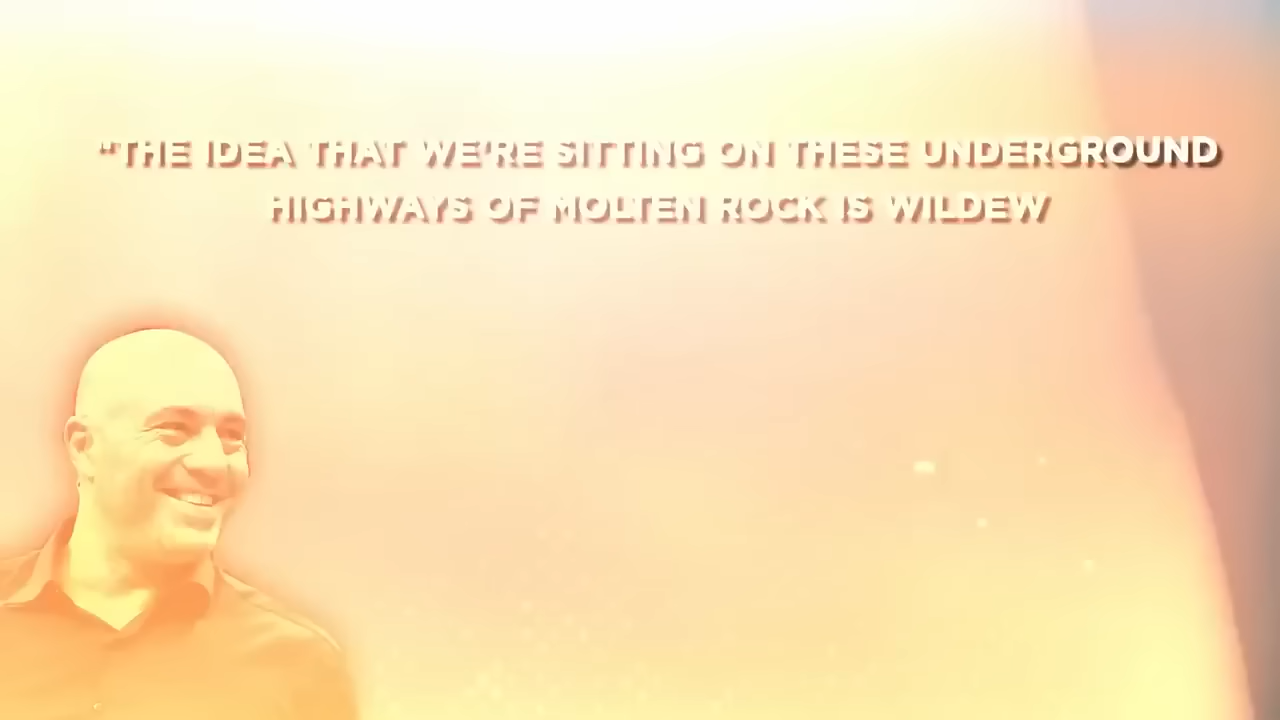 "THE IDEA THAT WE'RE SITTING ON THESE UNDERGROUND
HIGHWAYS OF MOLTEN ROCK IS WILDEW